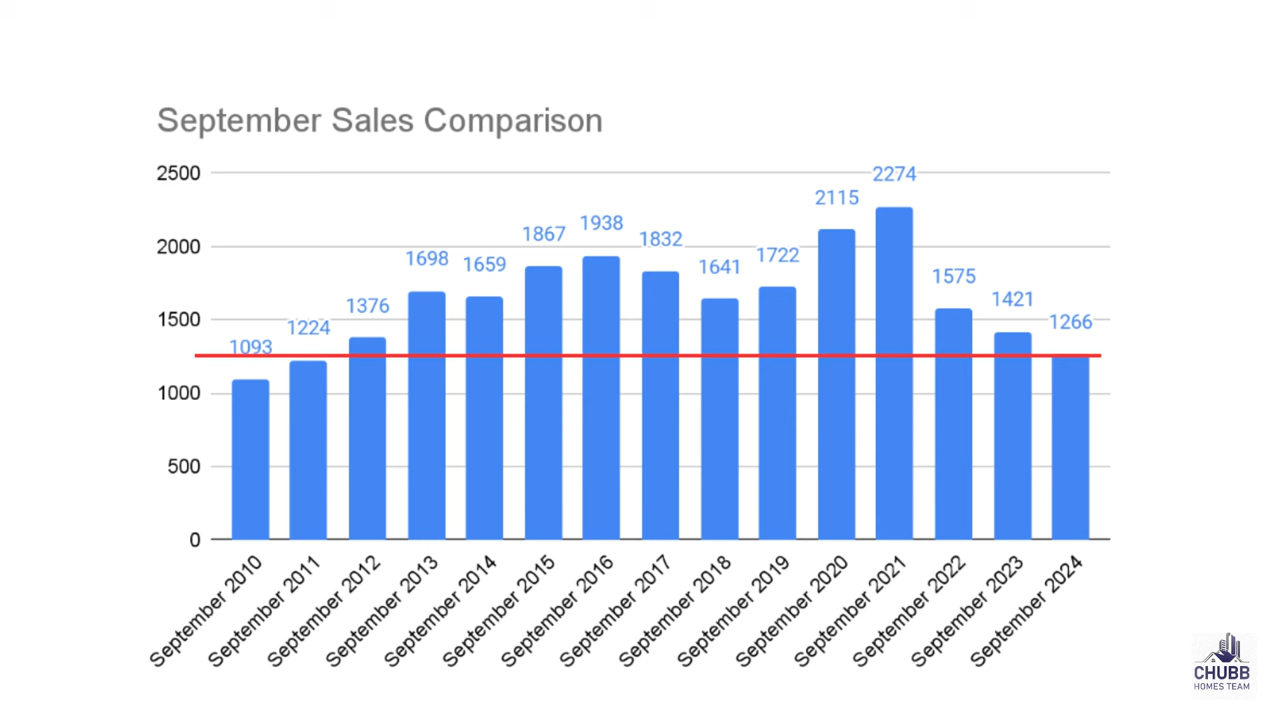 September Sales Comparison
2500
2000
1500
1000
500
0
1093
1224
1376
1698
1659
1867
1938
1832
1641
1722
2115
2274
1575
1421
1266
September 2010
September 2011
September 2012
September 2013
September 2014
September 2015
September 2016
September 2017
September 2018
September 2019
September 2020
September 2021
September 2022
September 2023
September 2024
CHUBB
HOMES TEAM